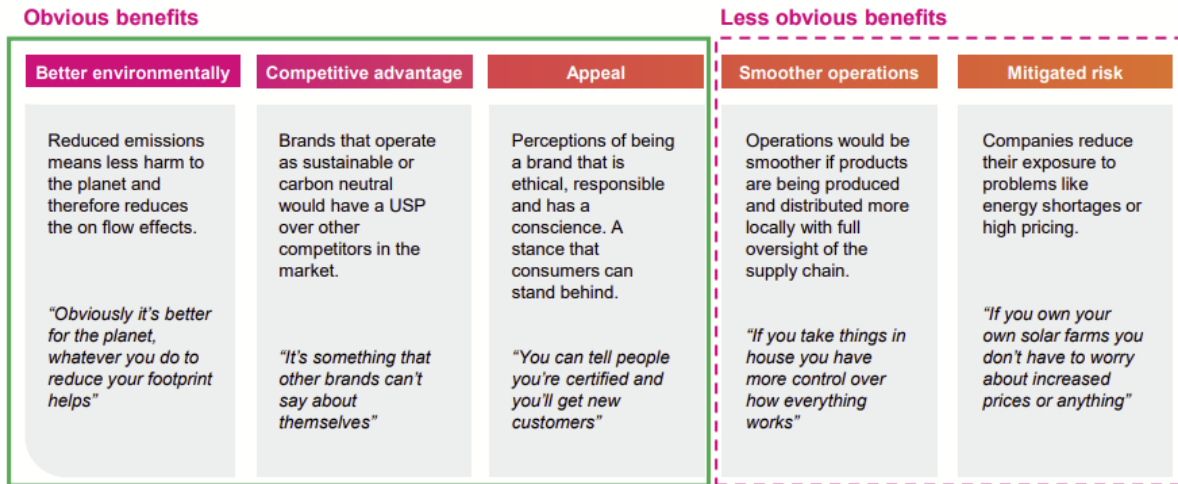 Obvious benefits
Less obvious benefits
Better environmentally
Reduced emissions
means less harm to
the planet and
therefore reduces
the on flow effects.
“Obviously it’s better
for the planet,
whatever you do to
reduce your footprint
helps”
Competitive advantage
Brands that operate
as sustainable or
carbon neutral
would have a USP
over other
competitors in the
market.
“It’s something that
other brands can’t
say about
themselves”
Appeal
Perceptions of being
a brand that is
ethical, responsible
and has a
conscience. A
stance that
consumers can
stand behind.
“You can tell people
you’re certified and
you’ll get new
customers”
Smoother operations
Operations would be
smoother if products
are being produced
and distributed more
locally with full
oversight of the
supply chain.
“If you take things in
house you have
more control over
how everything
works”
Mitigated risk
Companies reduce
their exposure to
problems like
energy shortages or
high pricing.
“If you own your
own solar farms you
don’t have to worry
about increased
prices or anything”